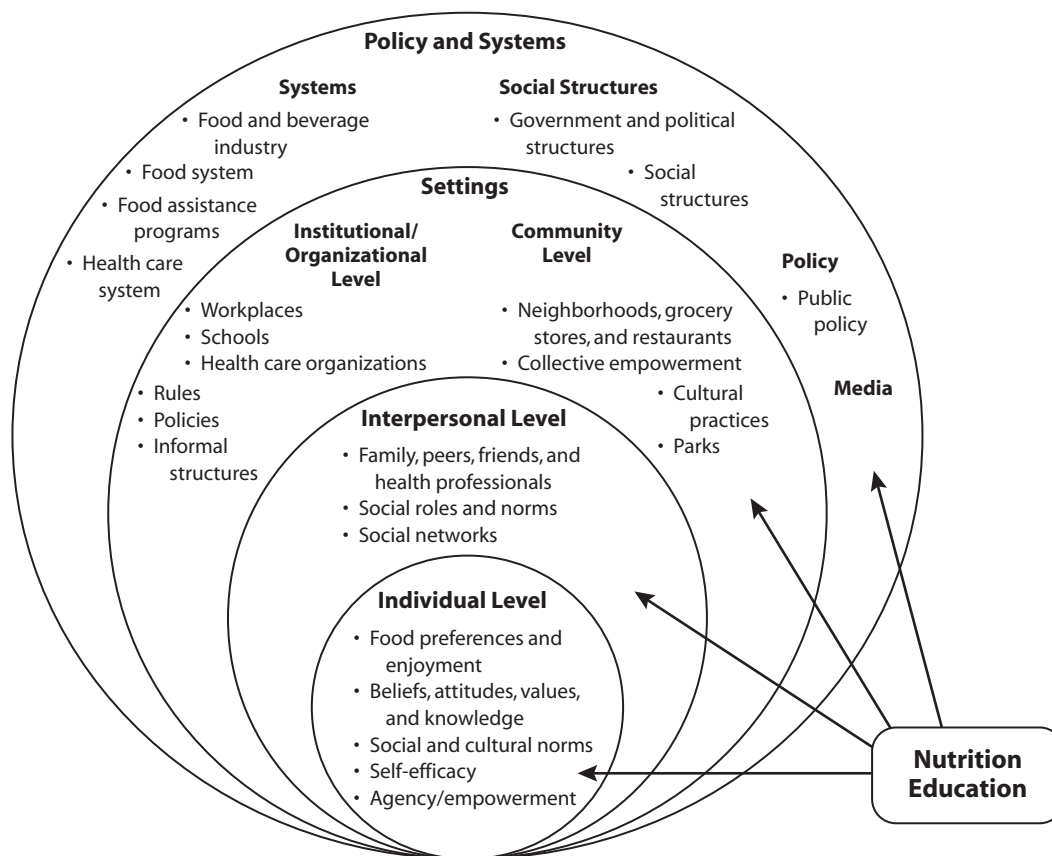 Policy and Systems
Systems
• Food and beverage
industry
• Food system
• Food assistance
programs
• Health care
system
Social Structures
• Government and political
structures
• Social
structures
Policy
• Public
policy
Media
Settings
Institutional/
Organizational
Level
• Workplaces
• Schools
• Health care organizations
• Rules
• Policies
• Informal
structures
Community
Level
• Neighborhoods, grocery
stores, and restaurants
• Collective empowerment
• Cultural
practices
• Parks
Interpersonal Level
• Family, peers, friends, and
health professionals
• Social roles and norms
• Social networks
Individual Level
• Food preferences and
enjoyment
• Beliefs, attitudes, values,
and knowledge
• Social and cultural norms
• Self-efficacy
• Agency/empowerment
Nutrition
Education